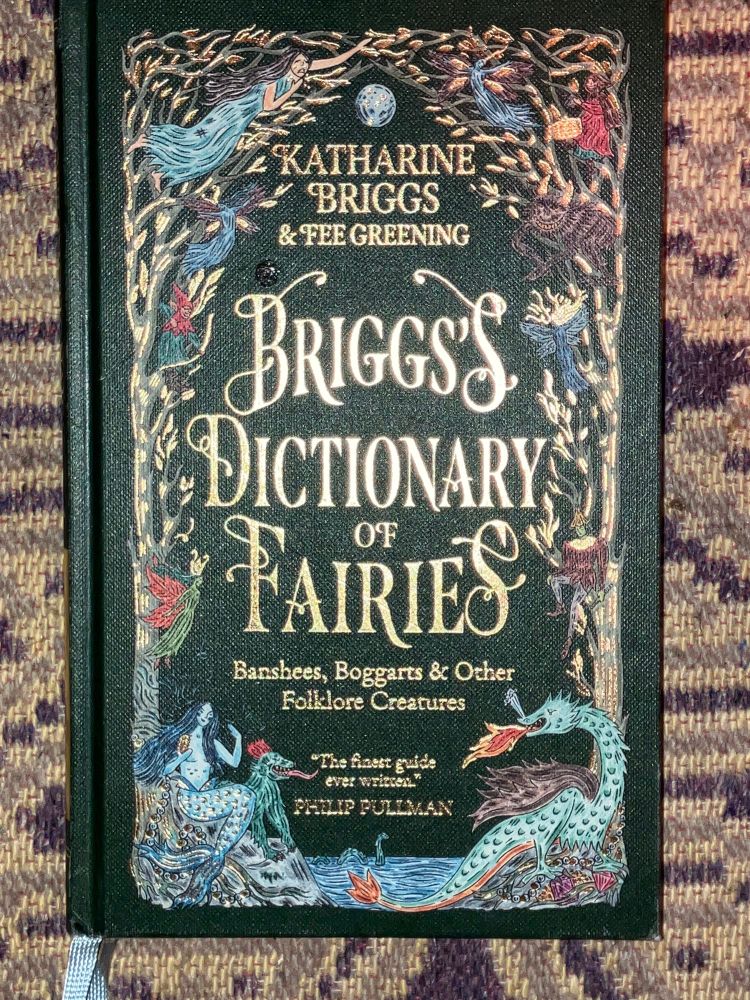 KATHARINE
BRIGGS
& FEE GREENING
BRIGGS'S
DICTIONARY
OF
FAIRIES
Banshees, Boggarts & Other
Folklore Creatures
"The finest guide
ever written."
PHILIP PULLMAN